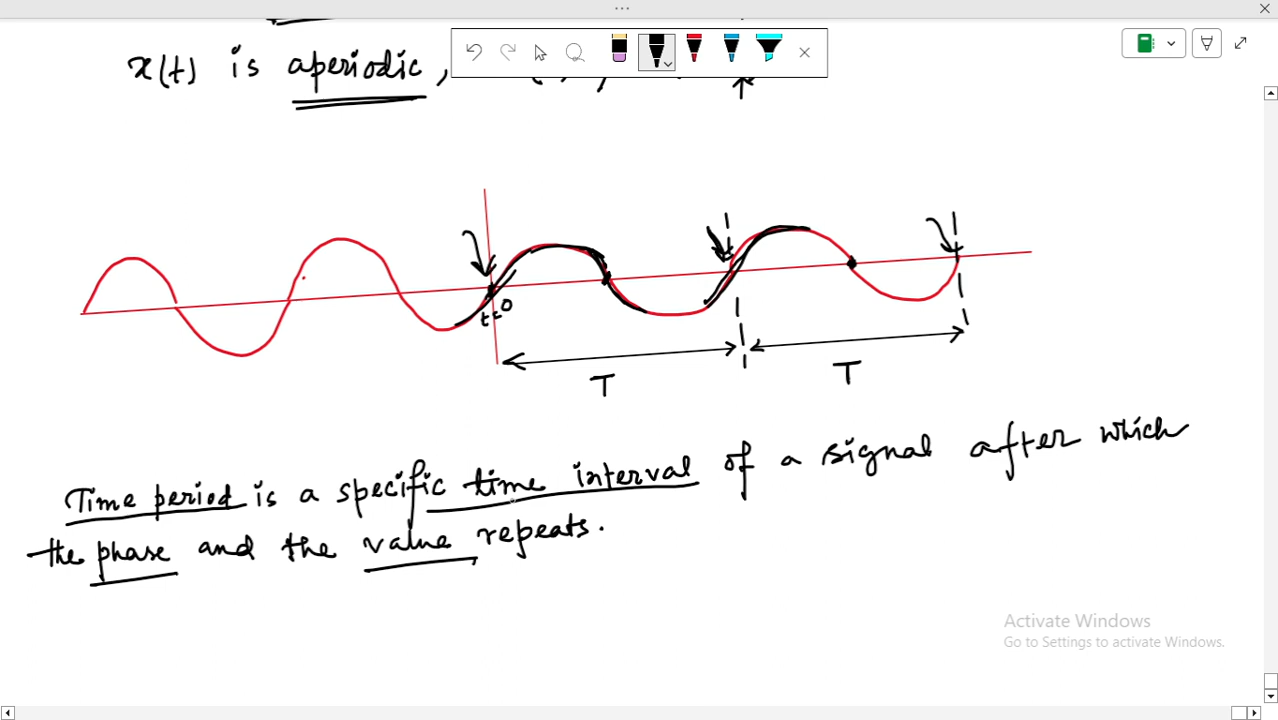 x(t) is aperiodic,
t=0
T
T
Time period is a specific time interval of a signal after which
the phase and the value repeats.
Activate Windows
Go to Settings to activate Windows.